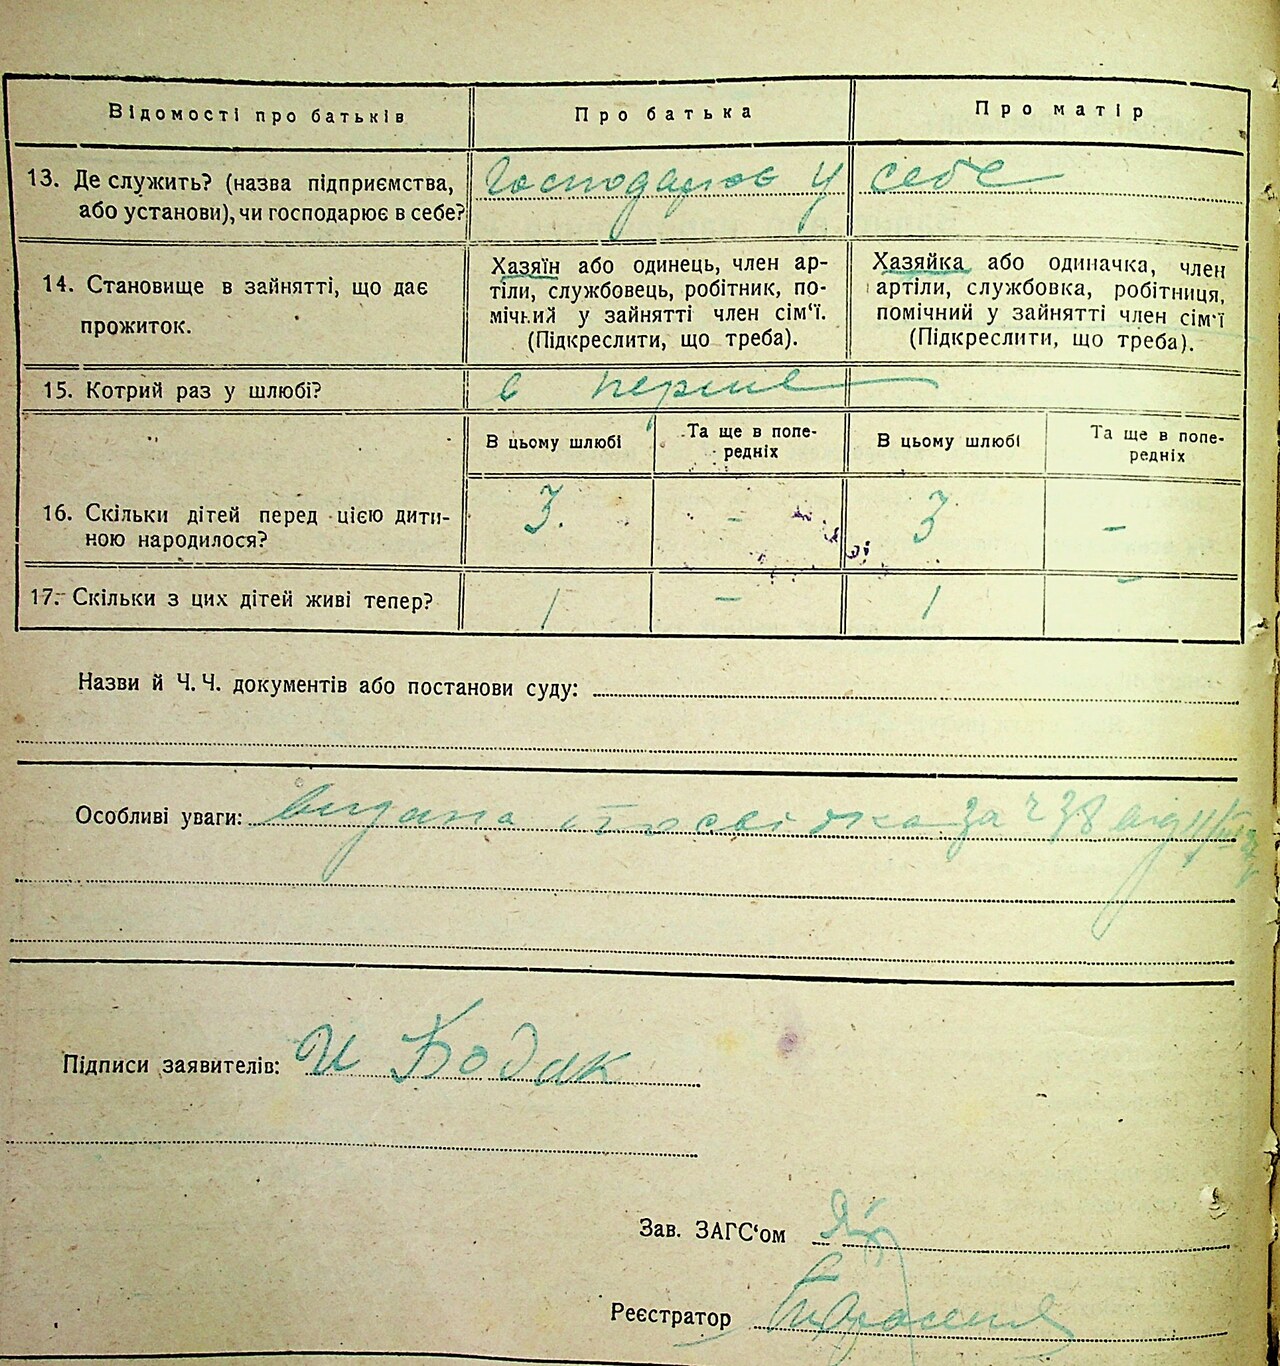 Відомості про батьків
Про батька
Про матір
13. Де служить? (назва підприємства,
або установи), чи господарює в себе?
Господарює у себе
14. Становище в зайнятті, що дає
прожиток.
Хазяїн або одинець, член ар-
тіли, службовець, робітник, по-
мічний у зайнятті член сім‘ї.
(Підкреслити, що треба).
Хазяйка або одиначка, член
артіли, службовка, робітниця,
помічний у зайнятті член сім‘ї
(Підкреслити, що треба).
15. Котрий раз у шлюбі?
в перше
В цьому шлюбі
Та ще в попе-
редніх
В цьому шлюбі
Та ще в попе-
редніх
16. Скільки дітей перед цією дити-
ною народилося?
3. - 3 -
17. Скільки з цих дітей живі тепер?
1 - 1 -
Назви й Ч. Ч. документів або постанови суду:
Особливі уваги: видана за ч 38 від
Підписи заявителів: И Бодак
Зав. ЗАГС‘ом
Реєстратор